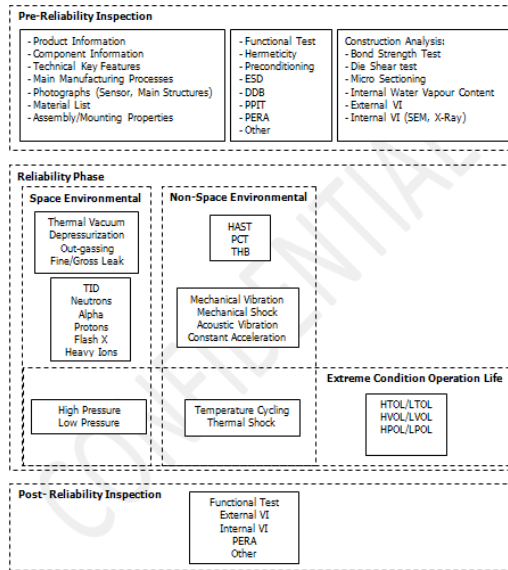 Pre-Reliability Inspection
- Product Information
- Component Information
- Technical Key Features
- Main Manufacturing Processes
- Photographs (Sensor, Main Structures)
- Material List
- Assembly/Mounting Properties
- Functional Test
- Hermeticity
- Preconditioning
- ESD
- DDB
- PPIT
- PERA
- Other
Construction Analysis:
- Bond Strength Test
- Die Shear test
- Micro Sectioning
- Internal Water Vapour Content
- External VI
- Internal VI (SEM, X-Ray)
Reliability Phase
Space Environmental
Thermal Vacuum
Depressurization
Out-gassing
Fine/Gross Leak
TID
Neutrons
Alpha
Protons
Flash X
Heavy Ions
High Pressure
Low Pressure
Non-Space Environmental
HAST
PCT
THB
Mechanical Vibration
Mechanical Shock
Acoustic Vibration
Constant Acceleration
Temperature Cycling
Thermal Shock
Extreme Condition Operation Life
HTOL/LTOL
HVOL/LVOL
HPOL/LPOL
Post- Reliability Inspection
Functional Test
External VI
Internal VI
PERA
Other
CONFIDENTIAL